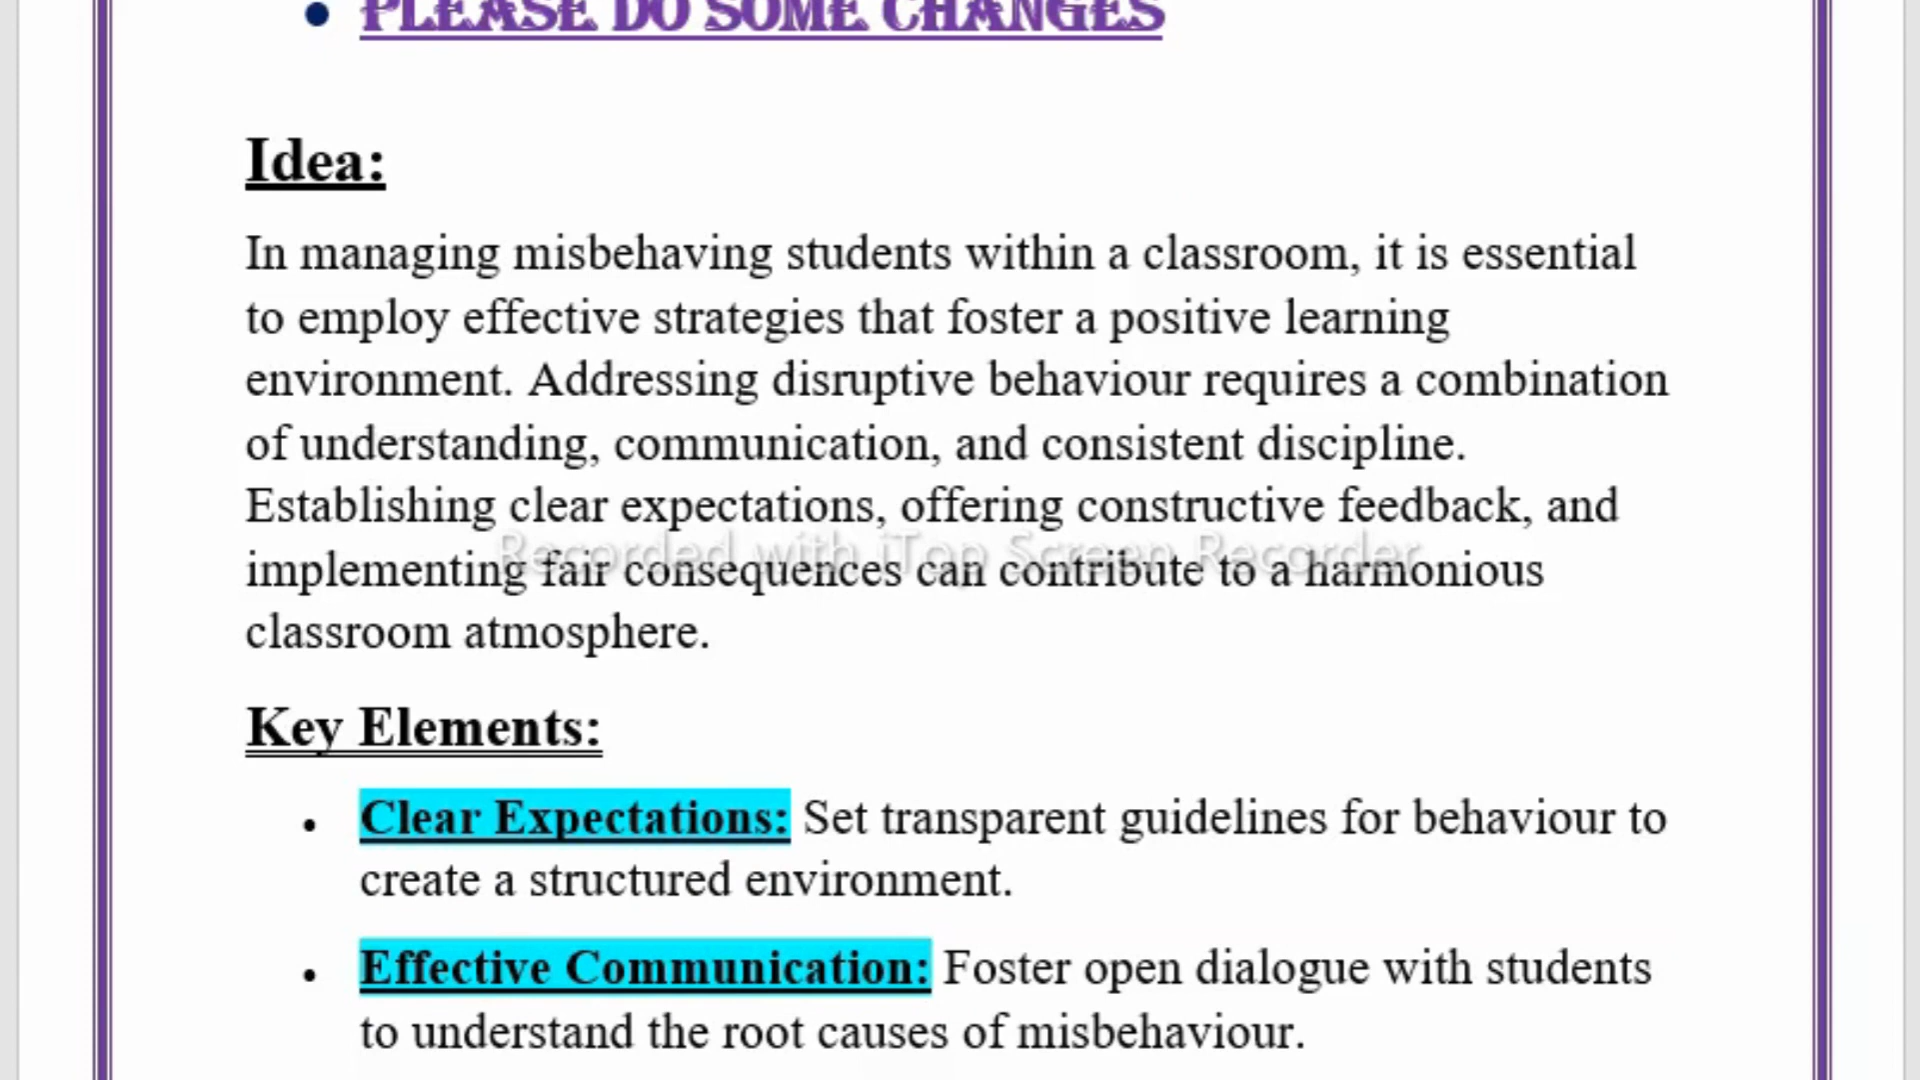 PLEASE DO SOME CHANGES
Idea:
In managing misbehaving students within a classroom, it is essential
to employ effective strategies that foster a positive learning
environment. Addressing disruptive behaviour requires a combination
of understanding, communication, and consistent discipline.
Establishing clear expectations, offering constructive feedback, and
Recorded with iTop Screen Recorder
implementing fair consequences can contribute to a harmonious
classroom atmosphere.
Key Elements:
• Clear Expectations: Set transparent guidelines for behaviour to
create a structured environment.
• Effective Communication: Foster open dialogue with students
to understand the root causes of misbehaviour.